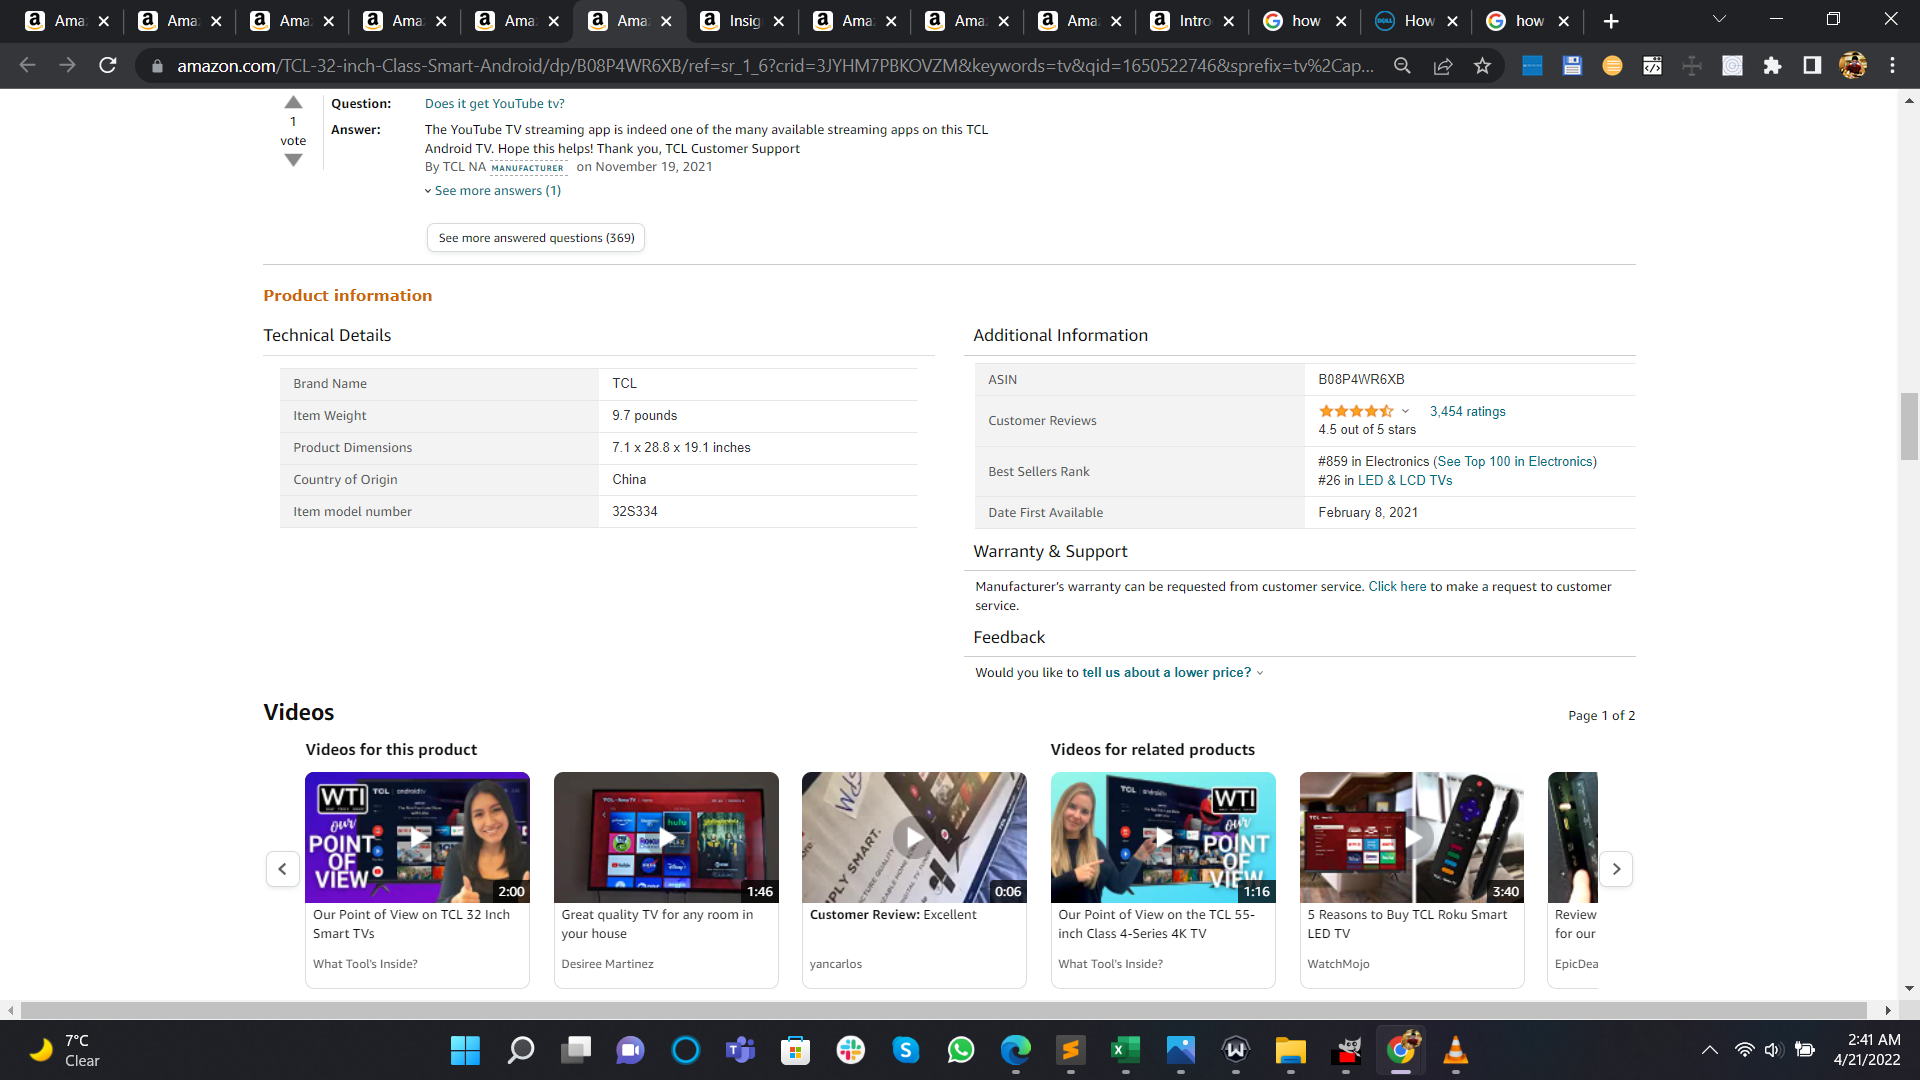 Ama
Ama
Ama
Ama
Ama
Ama
Insig
Ama
Ama
Ama
Intro
how
How
how
amazon.com/TCL-32-inch-Class-Smart-Android/dp/B08P4WR6XB/ref=sr_1_6?crid=3JYHM7PBKOVZM&keywords=tv&qid=1650522746&sprefix=tv%2Cap...
1
vote
Question: Does it get YouTube tv?
Answer: The YouTube TV streaming app is indeed one of the many available streaming apps on this TCL
Android TV. Hope this helps! Thank you, TCL Customer Support
By TCL NA MANUFACTURER on November 19, 2021
See more answers (1)
See more answered questions (369)
Product information
Technical Details
Brand Name TCL
Item Weight 9.7 pounds
Product Dimensions 7.1 x 28.8 x 19.1 inches
Country of Origin China
Item model number 32S334
Additional Information
ASIN B08P4WR6XB
Customer Reviews 3,454 ratings
4.5 out of 5 stars
Best Sellers Rank #859 in Electronics (See Top 100 in Electronics)
#26 in LED & LCD TVs
Date First Available February 8, 2021
Warranty & Support
Manufacturer's warranty can be requested from customer service. Click here to make a request to customer
service.
Feedback
Would you like to tell us about a lower price?
Videos
Page 1 of 2
Videos for this product
Videos for related products
WTI
TCL androidtv
our
POINT
OF
VIEW
2:00
Our Point of View on TCL 32 Inch
Smart TVs
What Tool's Inside?
hulu
1:46
Great quality TV for any room in
your house
Desiree Martinez
0:06
Customer Review: Excellent
yancarlos
TCL androidtv
WTI
our
POINT
OF
VIEW
1:16
Our Point of View on the TCL 55-
inch Class 4-Series 4K TV
What Tool's Inside?
3:40
5 Reasons to Buy TCL Roku Smart
LED TV
WatchMojo
Review
for our
EpicDea
7°C
Clear
2:41 AM
4/21/2022